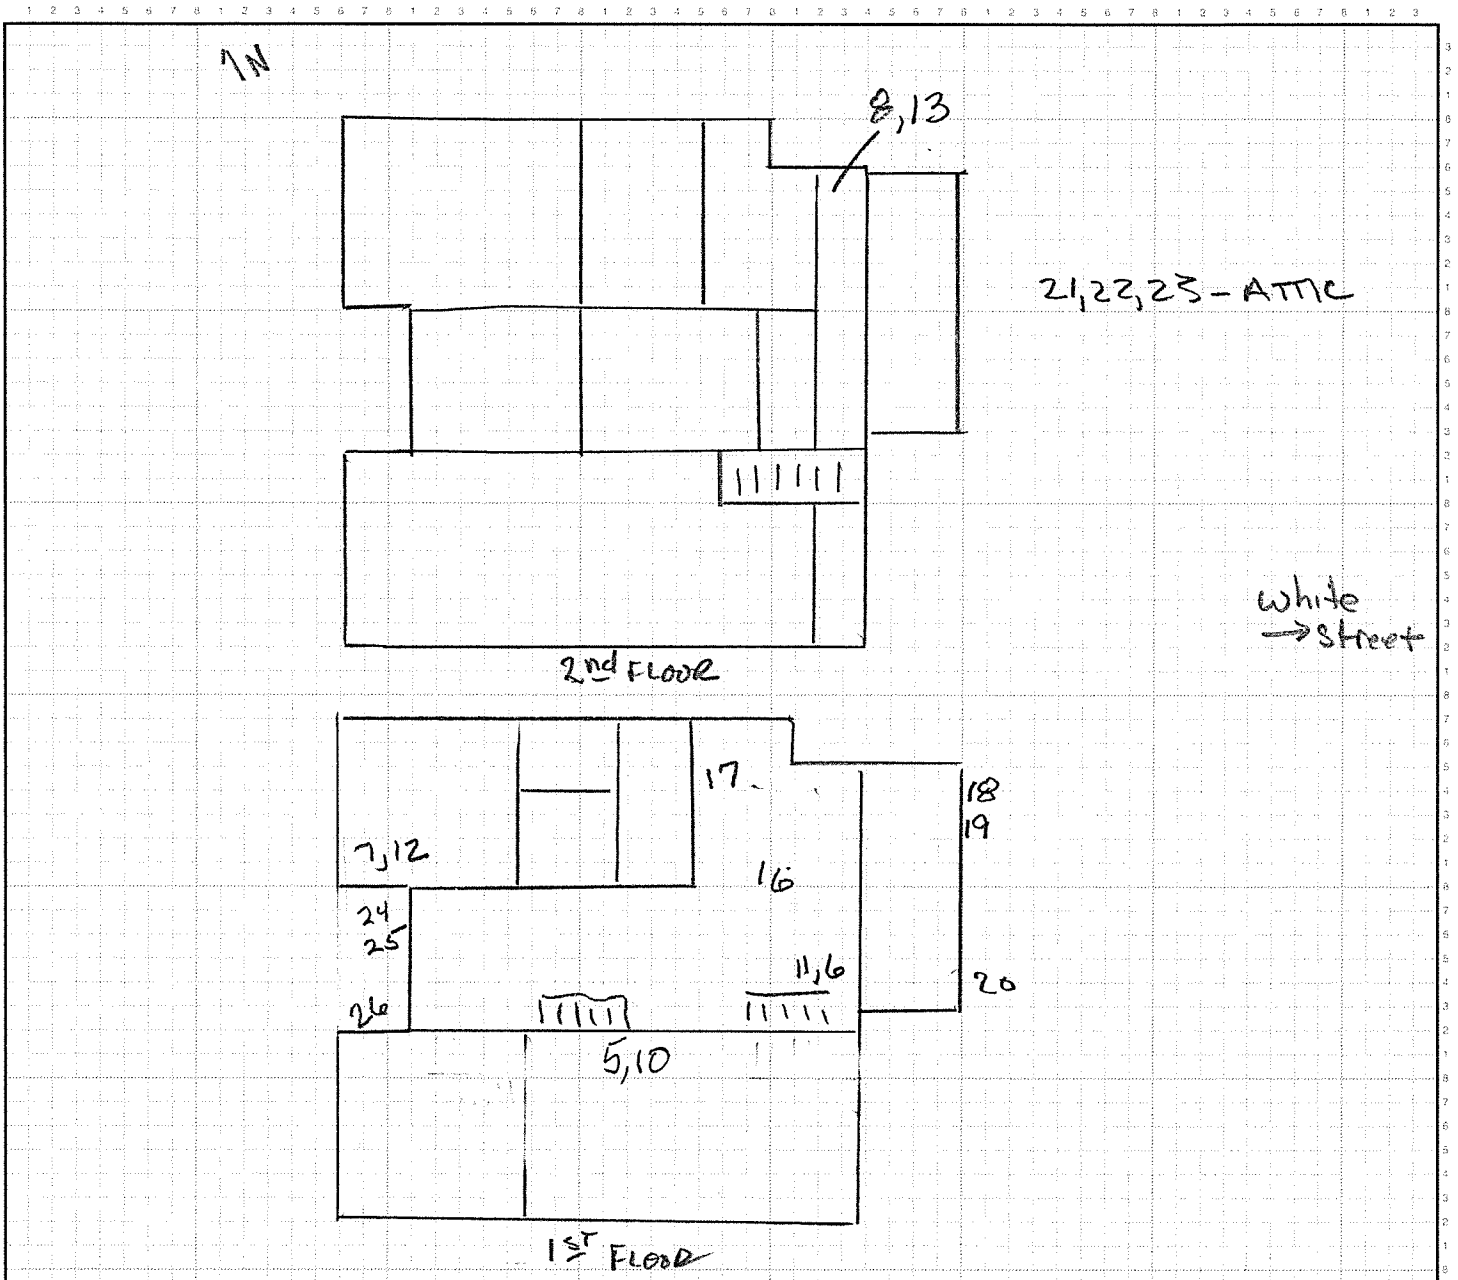 N
8,13
21,22,23-ATTIC
White
→ Street
2nd FLOOR
17
18
19
7,12
16
24
25
11,6
20
26
5,10
1ST FLOOR